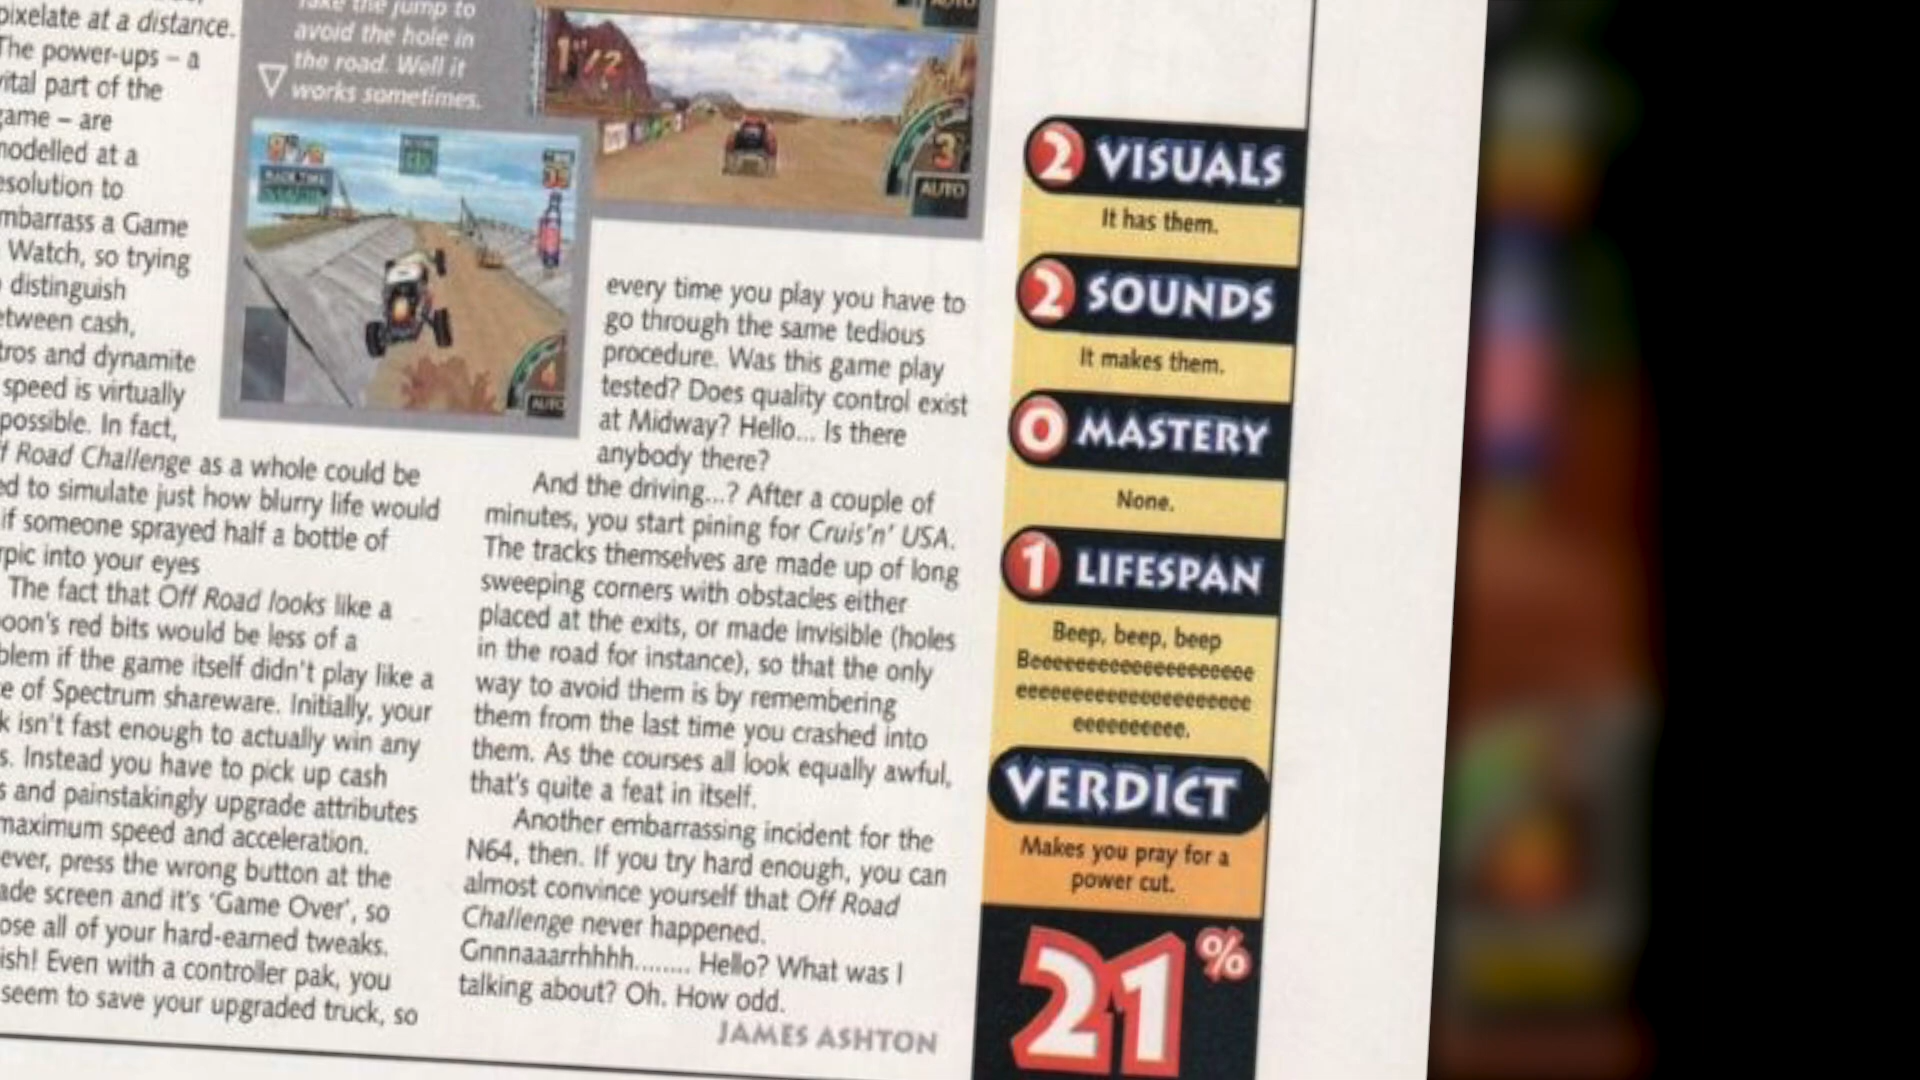 pixelate at a distance.
The power-ups – a
vital part of the
game – are
modelled at a
resolution to
embarrass a Game
Watch, so trying
distinguish
between cash,
nitros and dynamite
speed is virtually
possible. In fact,
Off Road Challenge as a whole could be
ed to simulate just how blurry life would
if someone sprayed half a bottle of
rpic into your eyes
The fact that Off Road looks like a
oon's red bits would be less of a
blem if the game itself didn't play like a
e of Spectrum shareware. Initially, your
k isn't fast enough to actually win any
s. Instead you have to pick up cash
s and painstakingly upgrade attributes
maximum speed and acceleration.
ever, press the wrong button at the
ade screen and it's 'Game Over', so
ose all of your hard-earned tweaks.
ish! Even with a controller pak, you
seem to save your upgraded truck, so
Take the jump to
avoid the hole in
the road. Well it
works sometimes.
AUTO
3
AUTO
4
AUTO
every time you play you have to
go through the same tedious
procedure. Was this game play
tested? Does quality control exist
at Midway? Hello... Is there
anybody there?
And the driving...? After a couple of
minutes, you start pining for Cruis'n' USA.
The tracks themselves are made up of long
sweeping corners with obstacles either
placed at the exits, or made invisible (holes
in the road for instance), so that the only
way to avoid them is by remembering
them from the last time you crashed into
them. As the courses all look equally awful,
that's quite a feat in itself.
Another embarrassing incident for the
N64, then. If you try hard enough, you can
almost convince yourself that Off Road
Challenge never happened.
Gnnnaaarrhhhh........ Hello? What was I
talking about? Oh. How odd.
JAMES ASHTON
2 VISUALS
It has them.
2 SOUNDS
It makes them.
0 MASTERY
None.
1 LIFESPAN
Beep, beep, beep
Beeeeeeeeeeeeeeeeeeee
eeeeeeeeeeeeeeeeeeeee
eeeeeeeeee.
VERDICT
Makes you pray for a
power cut.
21%